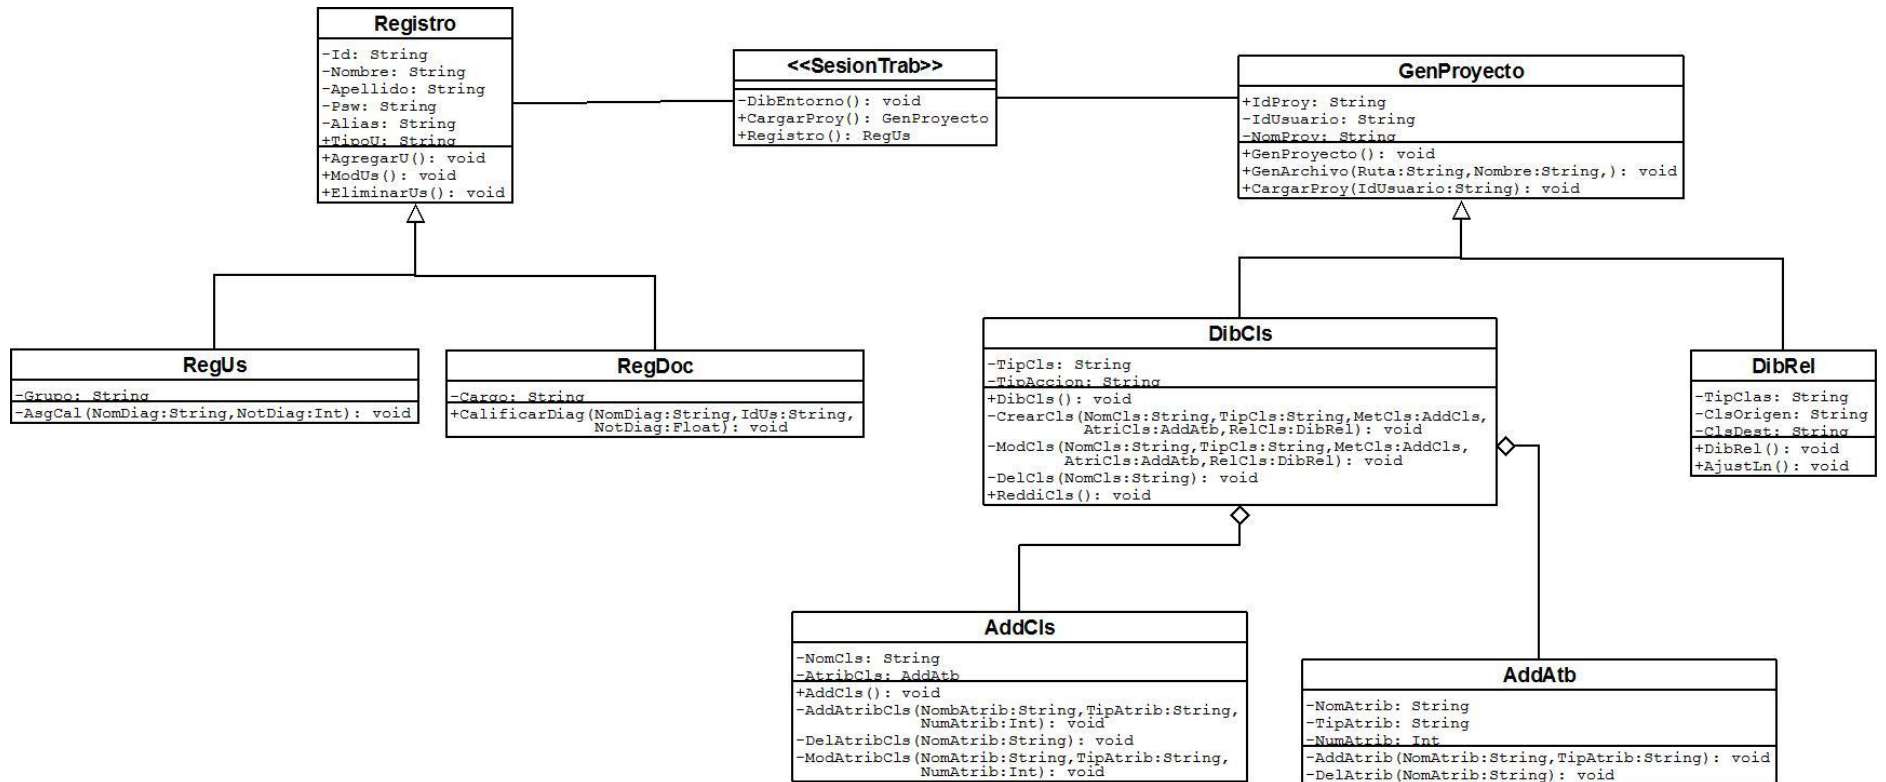 Registro
-Id: String
-Nombre: String
-Apellido: String
-Psw: String
-Alias: String
+TipoU: String
+AgregarU(): void
+ModUs(): void
+EliminarUs(): void
<<SesionTrab>>
-DibEntorno(): void
+CargarProy(): GenProyecto
+Registro(): RegUs
GenProyecto
+IdProy: String
-IdUsuario: String
-NomProy: String
+GenProyecto(): void
+GenArchivo(Ruta:String,Nombre:String,): void
+CargarProy(IdUsuario:String): void
RegUs
-Grupo: String
-AsgCal(NomDiag:String,NotDiag:Int): void
RegDoc
-Cargo: String
+CalificarDiag(NomDiag:String,IdUs:String,
NotDiag:Float): void
DibCls
-TipCls: String
-TipAccion: String
+DibCls(): void
-CrearCls(NomCls:String,TipCls:String,MetCls:AddCls,
AtriCls:AddAtb,RelCls:DibRel): void
-ModCls(NomCls:String,TipCls:String,MetCls:AddCls,
AtriCls:AddAtb,RelCls:DibRel): void
-DelCls(NomCls:String): void
+ReddiCls(): void
DibRel
-TipClas: String
-ClsOrigen: String
-ClsDest: String
+DibRel(): void
+AjustLn(): void
AddCls
-NomCls: String
-AtribCls: AddAtb
+AddCls(): void
-AddAtribCls(NombAtrib:String,TipAtrib:String,
NumAtrib:Int): void
-DelAtribCls(NomAtrib:String): void
-ModAtribCls(NomAtrib:String,TipAtrib:String,
NumAtrib:Int): void
AddAtb
-NomAtrib: String
-TipAtrib: String
-NumAtrib: Int
-AddAtrib(NomAtrib:String,TipAtrib:String): void
-DelAtrib(NomAtrib:String): void